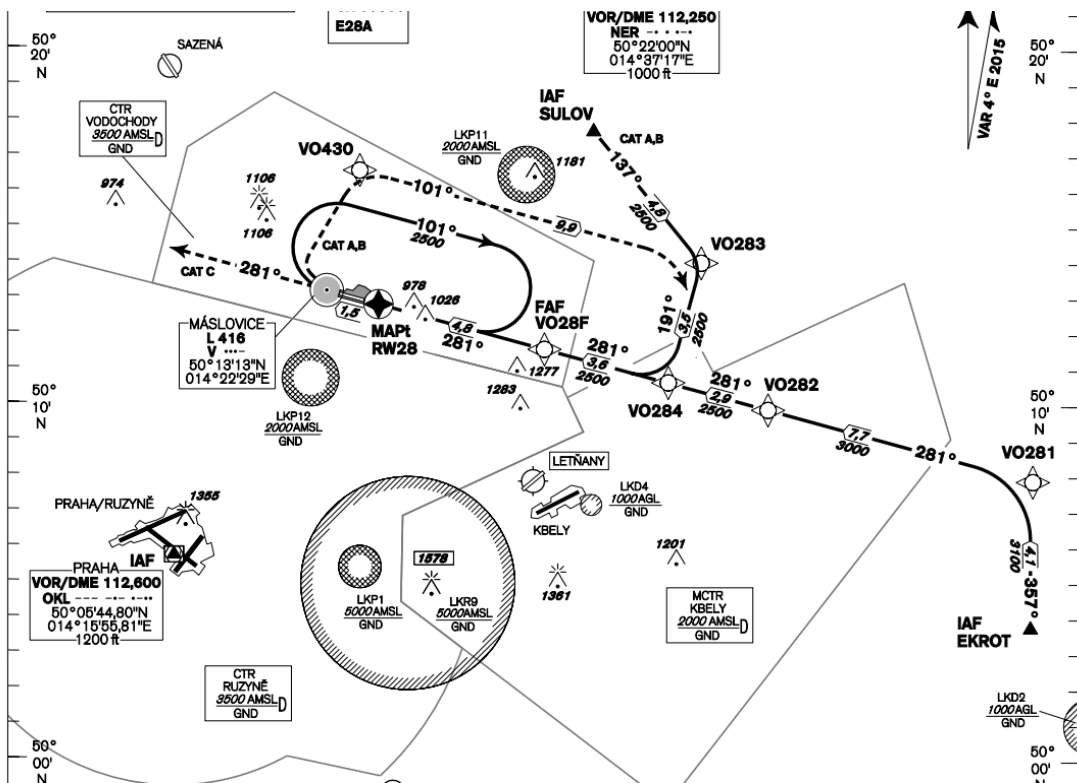 E28A
VOR/DME 112,250
NER -· · ·-·
50°22'00"N
014°37'17"E
1000 ft
50°
20'
N
50°
20'
N
VAR 4° E 2015
SAZENÁ
CTR
VODOCHODY
3500 AMSL D
GND
IAF
SULOV
CAT A,B
137°
4,8
2500
LKP11
2000 AMSL
GND
1181
VO430
101°
9,9
974
1106
1106
101°
2500
CAT A,B
VO283
CAT C
281°
978
1026
1,5
MAPt
RW28
4,8
281°
FAF
VO28F
191°
3,5
2500
MÁSLOVICE
L 416
V ···-
50°13'13"N
014°22'29"E
281°
3,6
2500
1277
1283
VO284
281°
2,9
2500
VO282
7,7
3000
281°
VO281
LKP12
2000 AMSL
GND
50°
10'
N
50°
10'
N
LETŇANY
LKD4
1000 AGL
GND
KBELY
PRAHA/RUZYNĚ
1355
IAF
PRAHA
VOR/DME 112,600
OKL --- -·- ·-··
50°05'44,80"N
014°15'55,81"E
1200 ft
LKP1
5000 AMSL
GND
1578
LKR9
5000 AMSL
GND
1361
1201
MCTR
KBELY
2000 AMSL D
GND
4,1 -357°
3100
IAF
EKROT
CTR
RUZYNĚ
3500 AMSL D
GND
LKD2
1000 AGL
GND
50°
00'
N
50°
00'
N